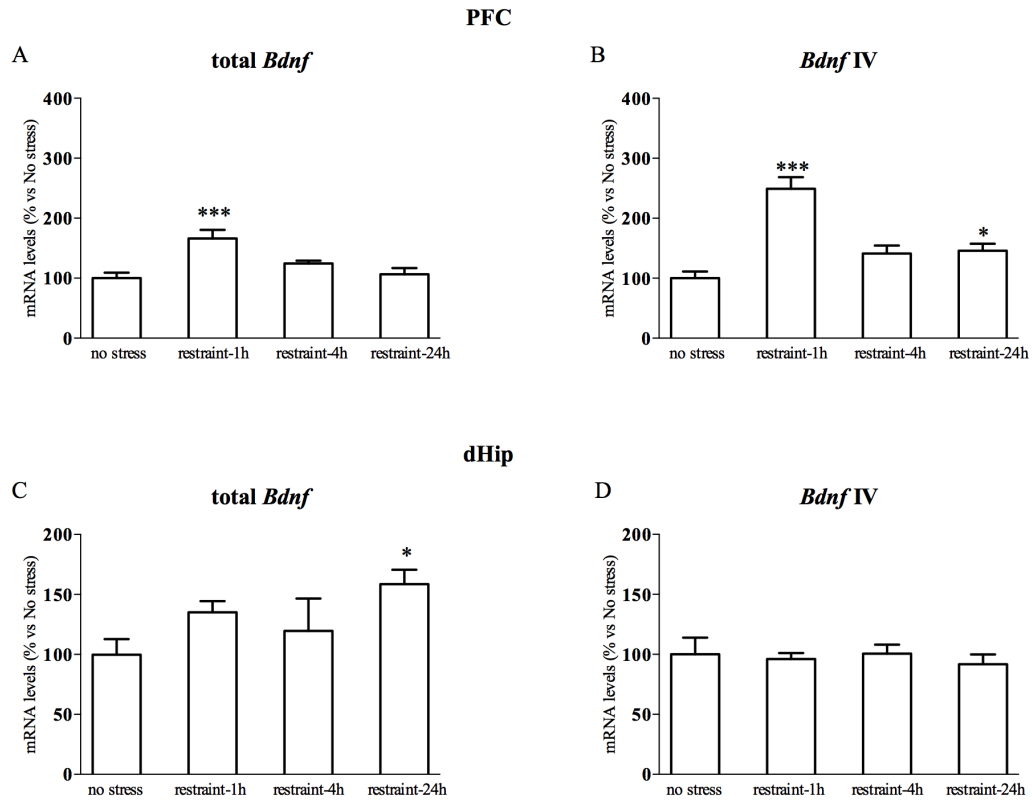 PFC
A
total Bdnf
mRNA levels (% vs No stress)
400
300
200
100
0
***
no stress restraint-1h restraint-4h restraint-24h
B
Bdnf IV
mRNA levels (% vs No stress)
400
300
200
100
0
***
*
no stress restraint-1h restraint-4h restraint-24h
dHip
C
total Bdnf
mRNA levels (% vs No stress)
200
150
100
50
0
*
no stress restraint-1h restraint-4h restraint-24h
D
Bdnf IV
mRNA levels (% vs No stress)
200
150
100
50
0
no stress restraint-1h restraint-4h restraint-24h